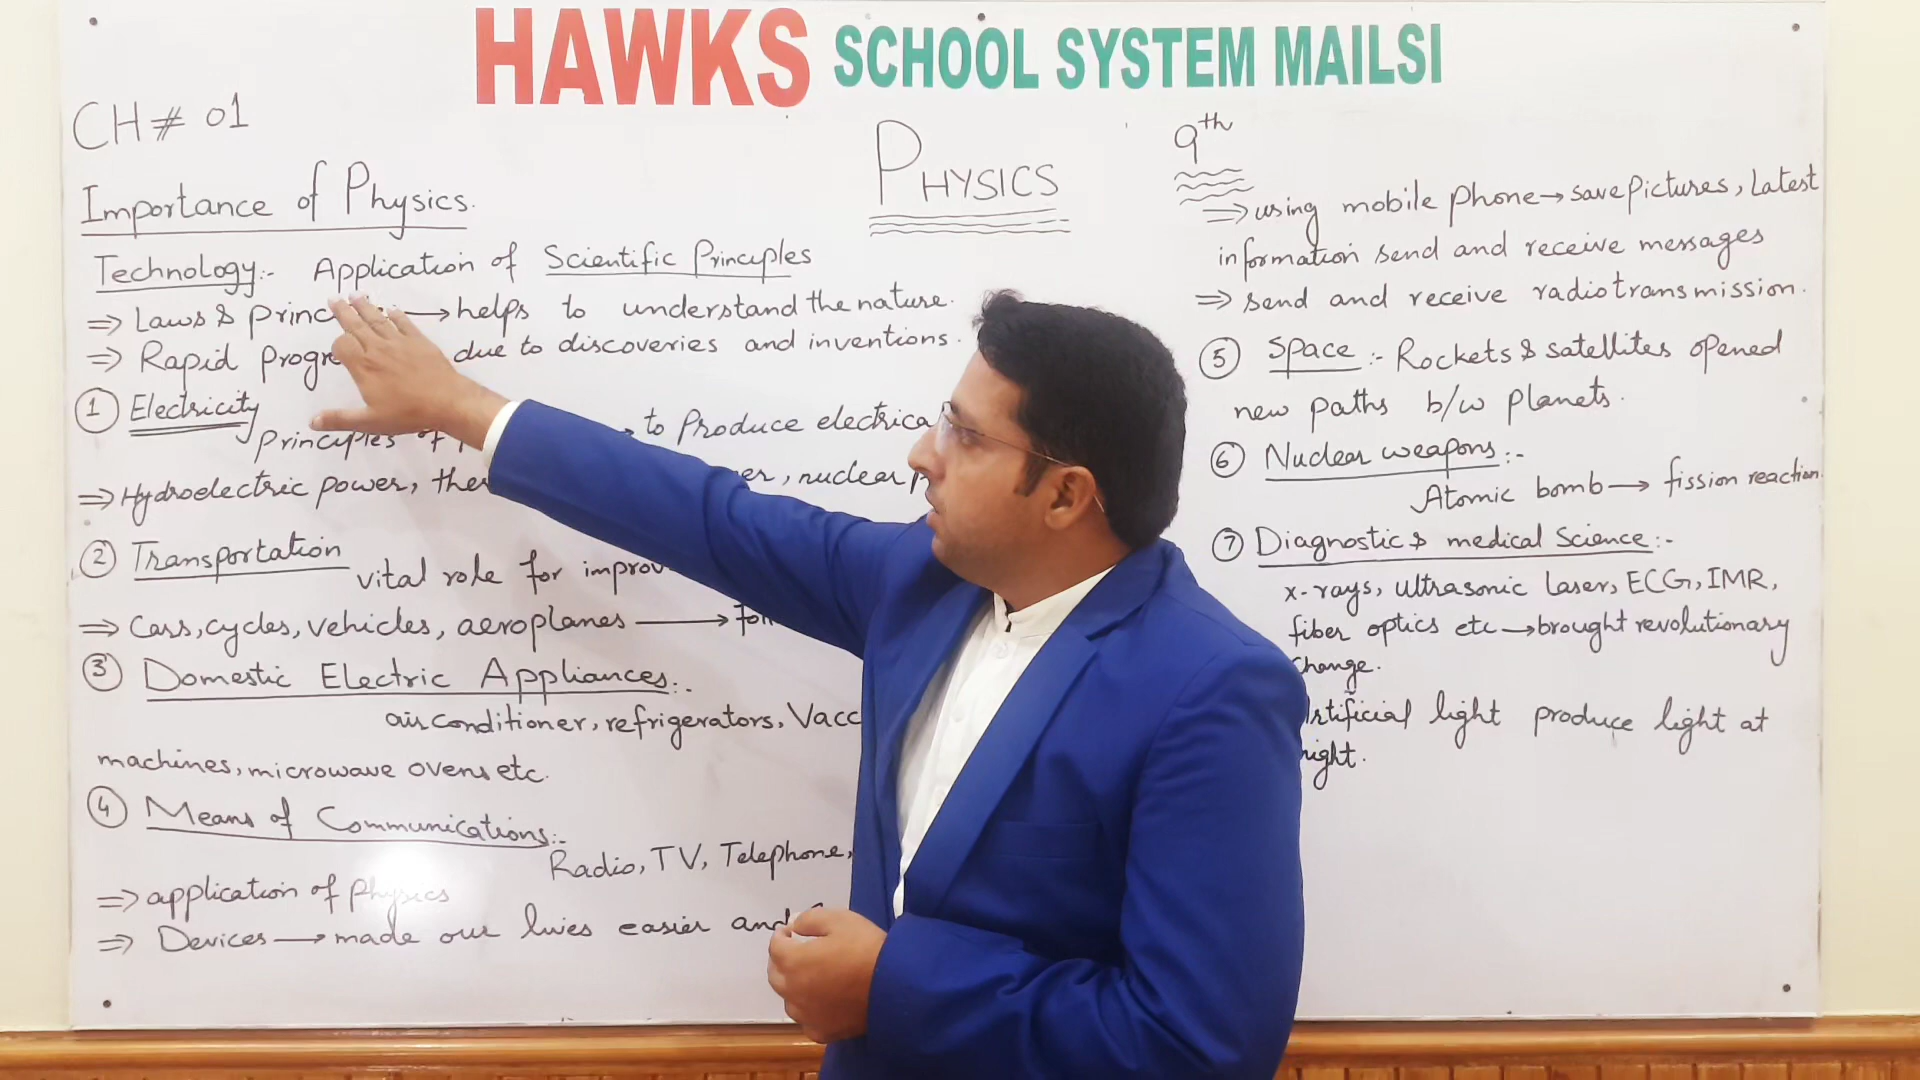 HAWKS SCHOOL SYSTEM MAILSI
CH # 01
PHYSICS
9th
Importance of Physics.
Technology:- Application of Scientific Principles
⇒ Laws & → helps to understand the nature.
⇒ Rapid due to discoveries and inventions.
① Electricity
Principles of → to Produce
⇒ Hydroelectric power, nuclear
② Transportation
vital role for
⇒ Cars, cycles, vehicles, aeroplanes →
③ Domestic Electric Appliances:-
air conditioner, refrigerators,
machines, microwave ovens etc.
④ Means of Communications:-
Radio, TV, Telephone,
⇒ application of physics
⇒ Devices → made our lives easier and
⇒ using mobile phone → save pictures, Latest
information send and receive messages
⇒ send and receive radio transmission.
⑤ Space :- Rockets & satellites opened
new paths b/w planets.
⑥ Nuclear weapons:-
Atomic bomb → fission reaction.
⑦ Diagnostic & medical Science:-
x-rays, ultrasonic laser, ECG, IMR,
fiber optics etc → brought revolutionary
change.
light produce light at
night.